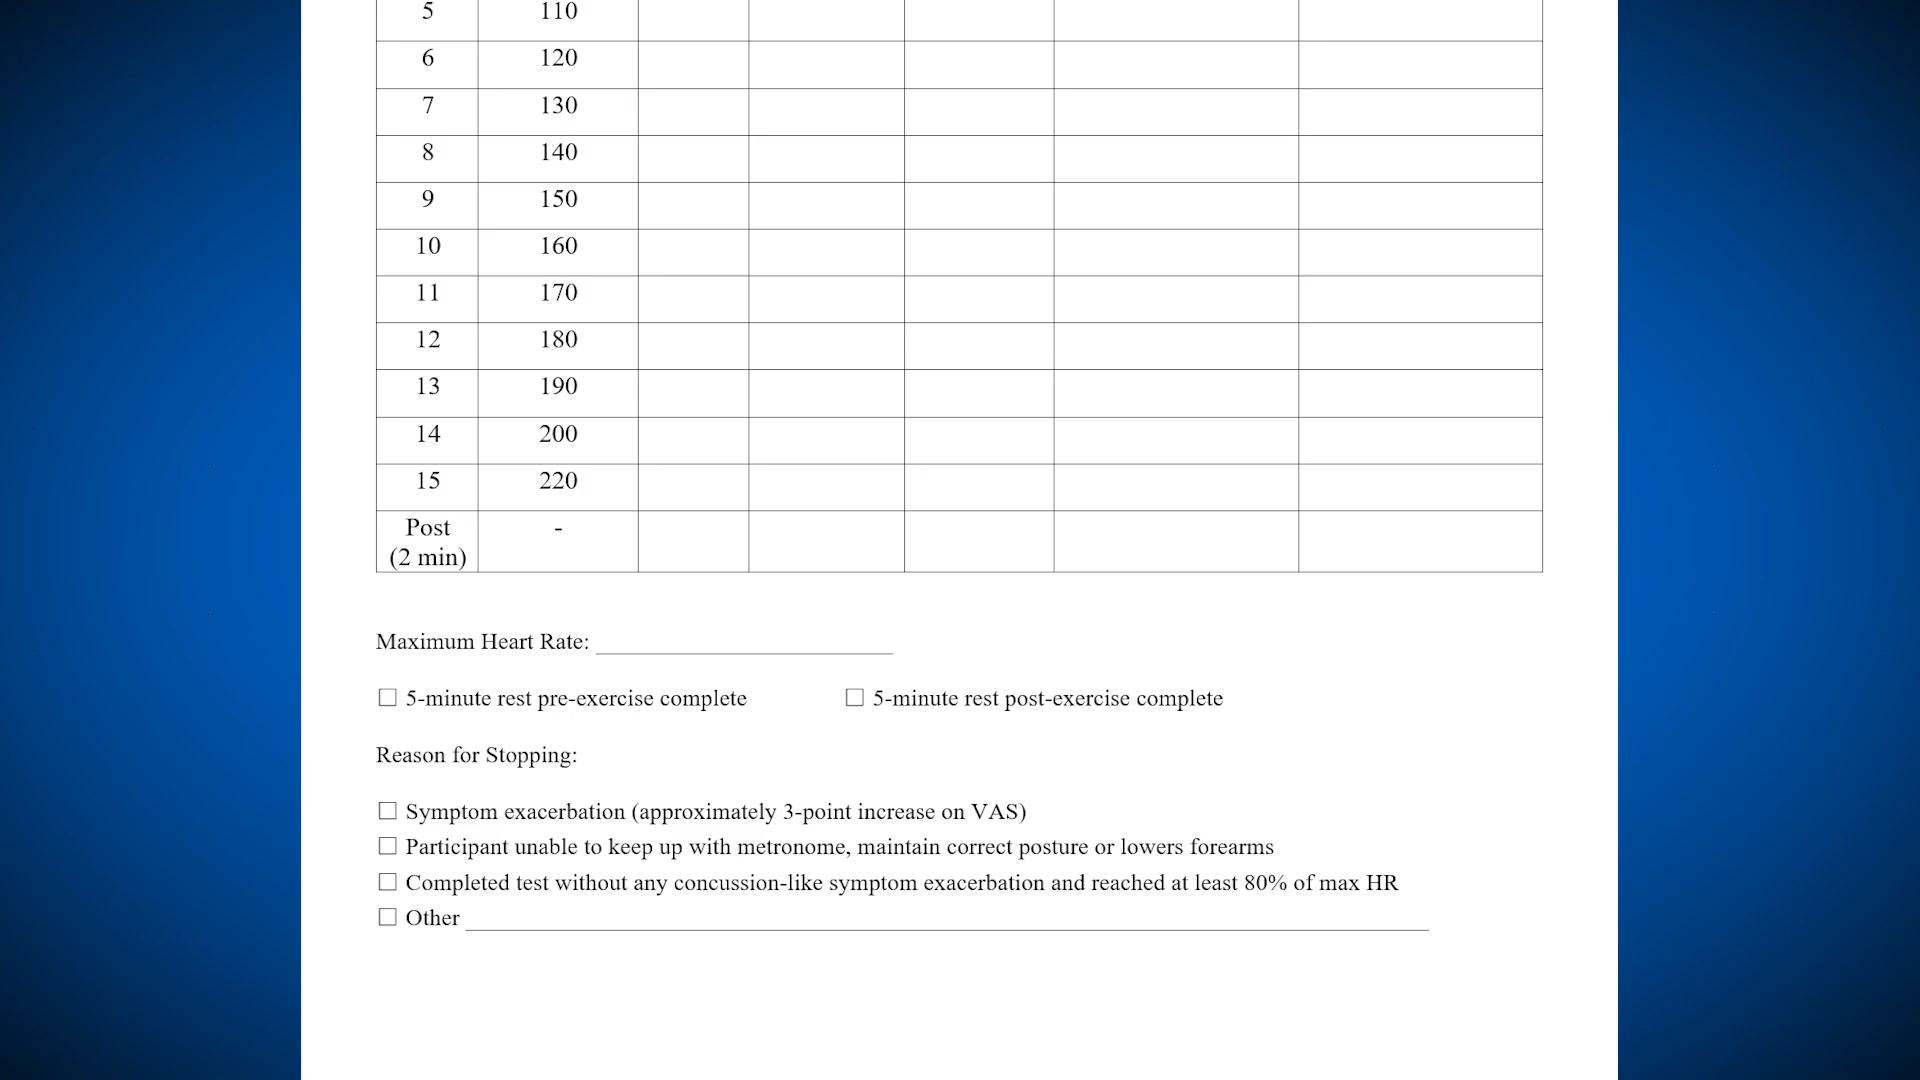 5 110
6 120
7 130
8 140
9 150
10 160
11 170
12 180
13 190
14 200
15 220
Post -
(2 min)
Maximum Heart Rate: ____________________
☐ 5-minute rest pre-exercise complete ☐ 5-minute rest post-exercise complete
Reason for Stopping:
☐ Symptom exacerbation (approximately 3-point increase on VAS)
☐ Participant unable to keep up with metronome, maintain correct posture or lowers forearms
☐ Completed test without any concussion-like symptom exacerbation and reached at least 80% of max HR
☐ Other ____________________